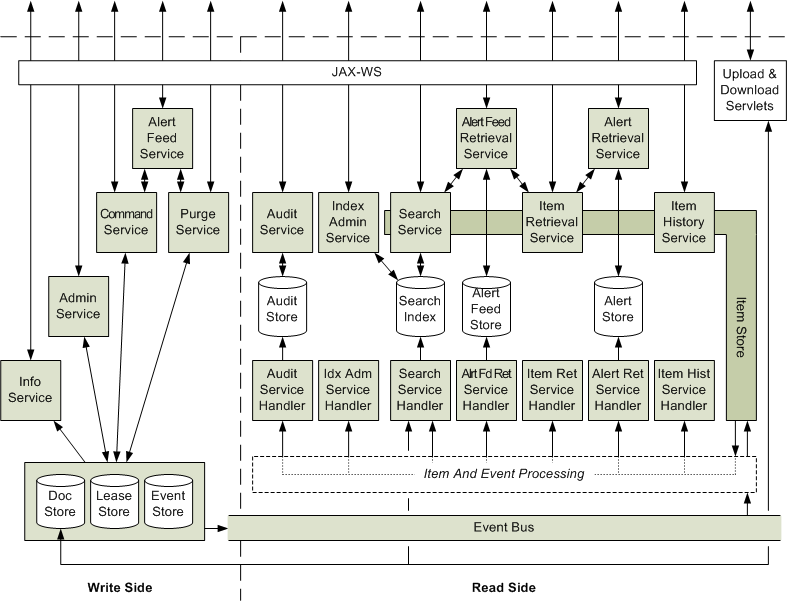 JAX-WS
Upload &
Download
Servlets
Alert
Feed
Service
Alert Feed
Retrieval
Service
Alert
Retrieval
Service
Command
Service
Purge
Service
Audit
Service
Index
Admin
Service
Search
Service
Item
Retrieval
Service
Item
History
Service
Admin
Service
Audit
Store
Search
Index
Alert
Feed
Store
Alert
Store
Item Store
Info
Service
Audit
Service
Handler
Idx Adm
Service
Handler
Search
Service
Handler
Alrt Fd Ret
Service
Handler
Item Ret
Service
Handler
Alert Ret
Service
Handler
Item Hist
Service
Handler
Item And Event Processing
Doc
Store
Lease
Store
Event
Store
Event Bus
Write Side
Read Side